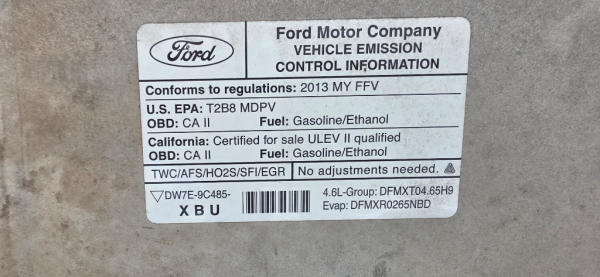 Ford
Ford Motor Company
VEHICLE EMISSION
CONTROL INFORMATION
Conforms to regulations: 2013 MY FFV
U.S. EPA: T2B8 MDPV
OBD: CA II Fuel: Gasoline/Ethanol
California: Certified for sale ULEV II qualified
OBD: CA II Fuel: Gasoline/Ethanol
TWC/AFS/HO2S/SFI/EGR No adjustments needed.
DW7E-9C485- 4.6L-Group: DFMXT04.65H9
XBU Evap: DFMXR0265NBD